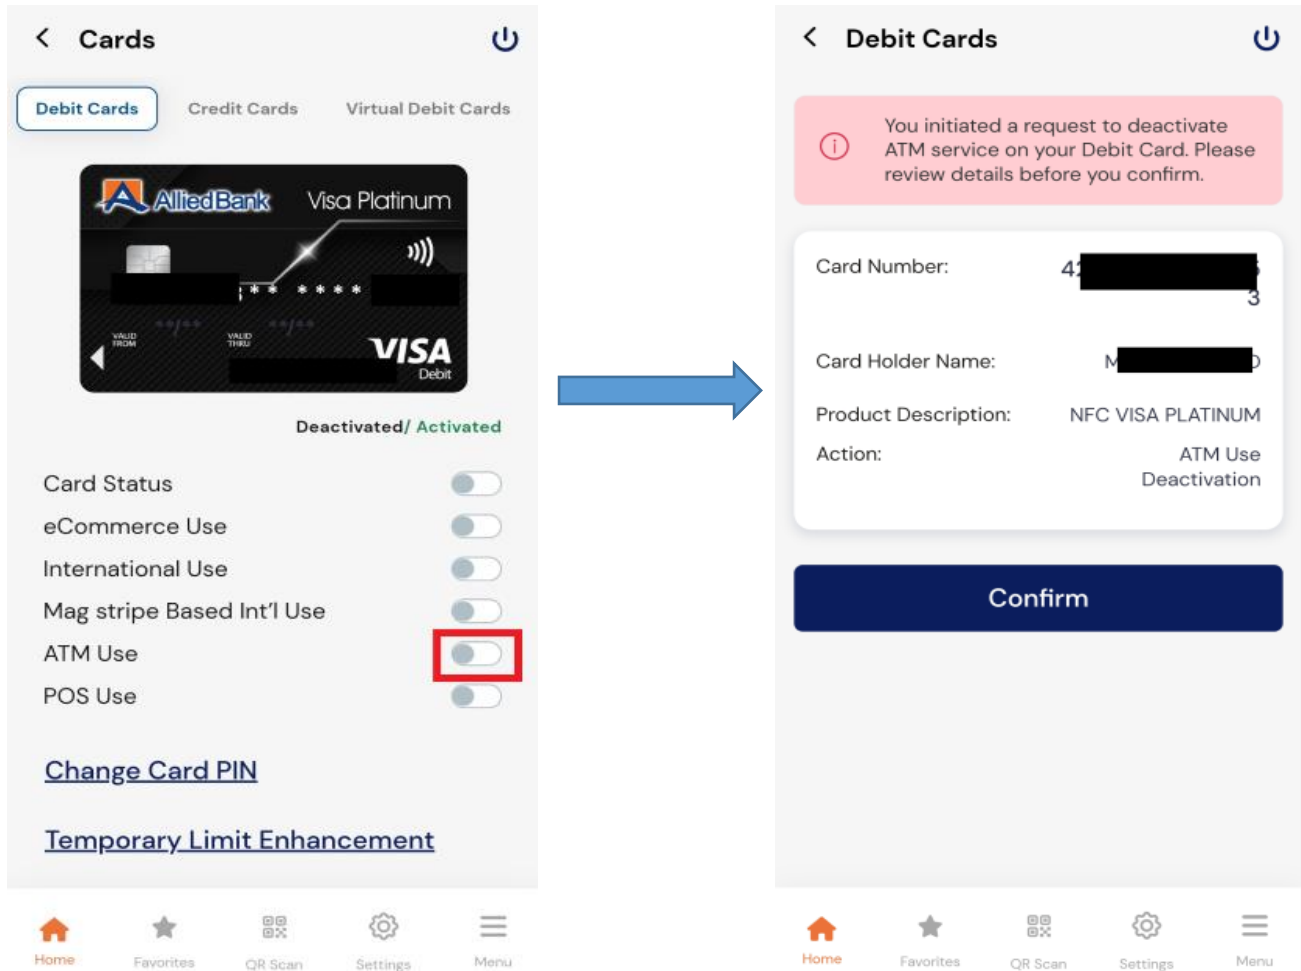 Cards
Debit Cards
Credit Cards
Virtual Debit Cards
AlliedBank
Visa Platinum
** ****
VALID FROM
**/**
VALID THRU
**/**
VISA
Debit
Deactivated/ Activated
Card Status
eCommerce Use
International Use
Mag stripe Based Int'l Use
ATM Use
POS Use
Change Card PIN
Temporary Limit Enhancement
Home
Favorites
QR Scan
Settings
Menu
Debit Cards
You initiated a request to deactivate
ATM service on your Debit Card. Please
review details before you confirm.
Card Number:
3
Card Holder Name:
Product Description:
NFC VISA PLATINUM
Action:
ATM Use
Deactivation
Confirm
Home
Favorites
QR Scan
Settings
Menu